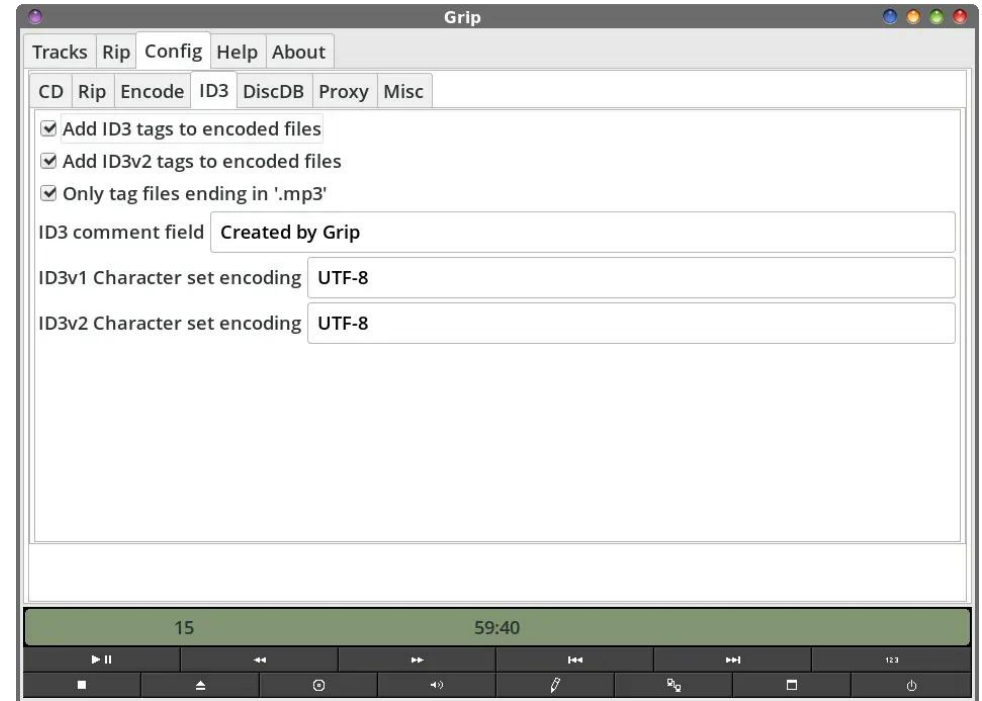 Grip
Tracks Rip Config Help About
CD Rip Encode ID3 DiscDB Proxy Misc
Add ID3 tags to encoded files
Add ID3v2 tags to encoded files
Only tag files ending in '.mp3'
ID3 comment field Created by Grip
ID3v1 Character set encoding UTF-8
ID3v2 Character set encoding UTF-8
15 59:40
123